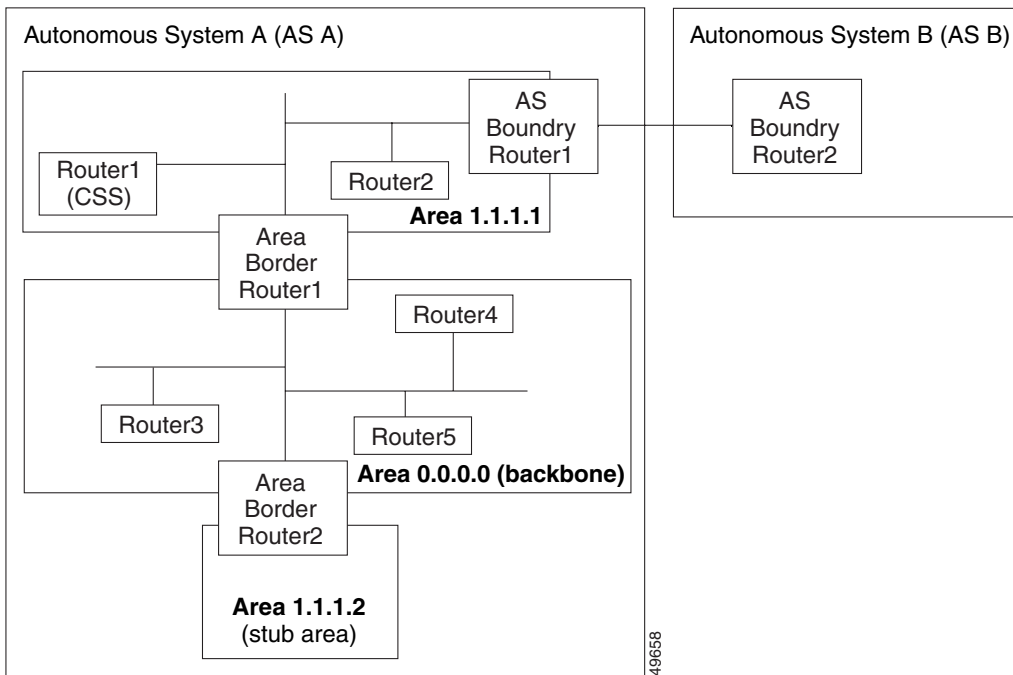 Autonomous System A (AS A)
Autonomous System B (AS B)
AS
Boundry
Router1
AS
Boundry
Router2
Router1
(CSS)
Router2
Area 1.1.1.1
Area
Border
Router1
Router4
Router3
Router5
Area 0.0.0.0 (backbone)
Area
Border
Router2
Area 1.1.1.2
(stub area)
49658